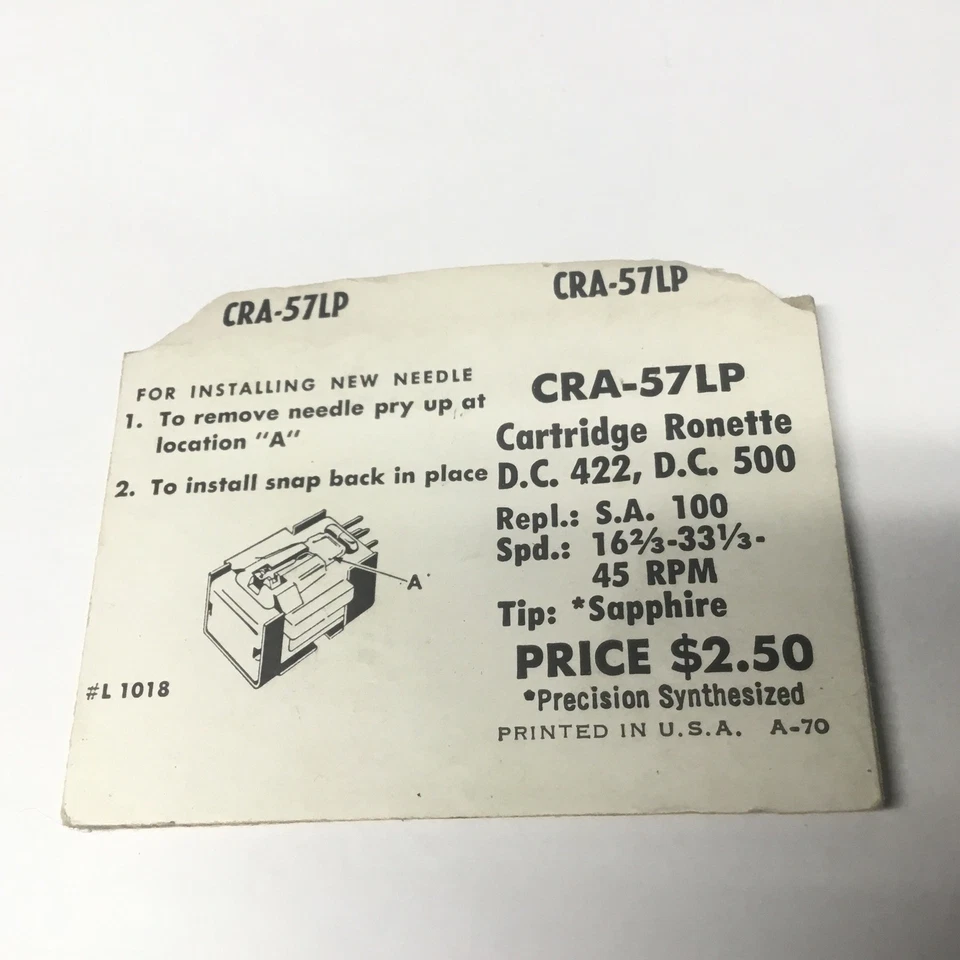 CRA-57LP
CRA-57LP
FOR INSTALLING NEW NEEDLE
1. To remove needle pry up at
location "A"
2. To install snap back in place
A
#L 1018
CRA-57LP
Cartridge Ronette
D.C. 422, D.C. 500
Repl.: S.A. 100
Spd.: 16⅔-33⅓-
45 RPM
Tip: *Sapphire
PRICE $2.50
*Precision Synthesized
PRINTED IN U.S.A. A-70